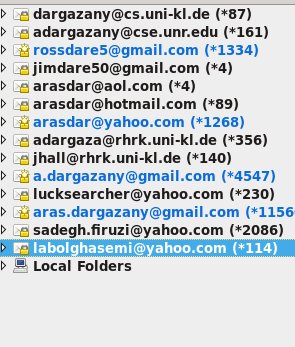 dargazany@cs.uni-kl.de (*87)
adargazany@cse.unr.edu (*161)
rossdare5@gmail.com (*1334)
jimdare50@gmail.com (*4)
arasdar@aol.com (*4)
arasdar@hotmail.com (*89)
arasdar@yahoo.com (*1268)
adargaza@rhrk.uni-kl.de (*356)
jhall@rhrk.uni-kl.de (*140)
a.dargazany@gmail.com (*4547)
lucksearcher@yahoo.com (*230)
aras.dargazany@gmail.com (*1156
sadegh.firuzi@yahoo.com (*2086)
labolghasemi@yahoo.com (*114)
Local Folders